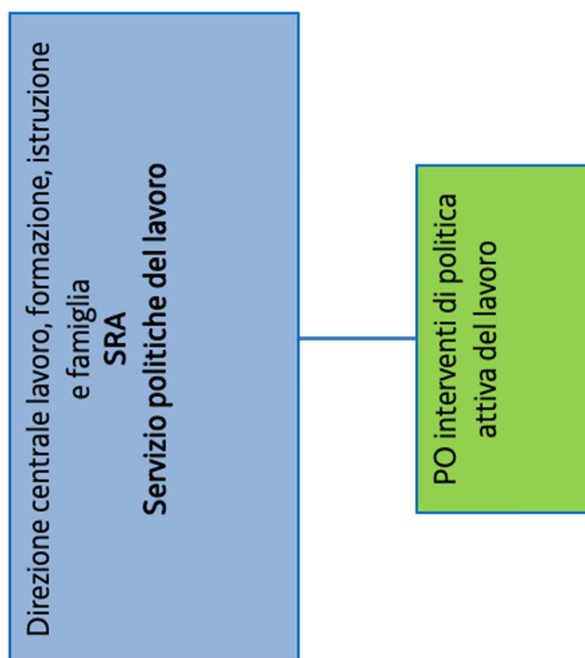 Direzione centrale lavoro, formazione, istruzione
e famiglia
SRA
Servizio politiche del lavoro
PO interventi di politica
attiva del lavoro